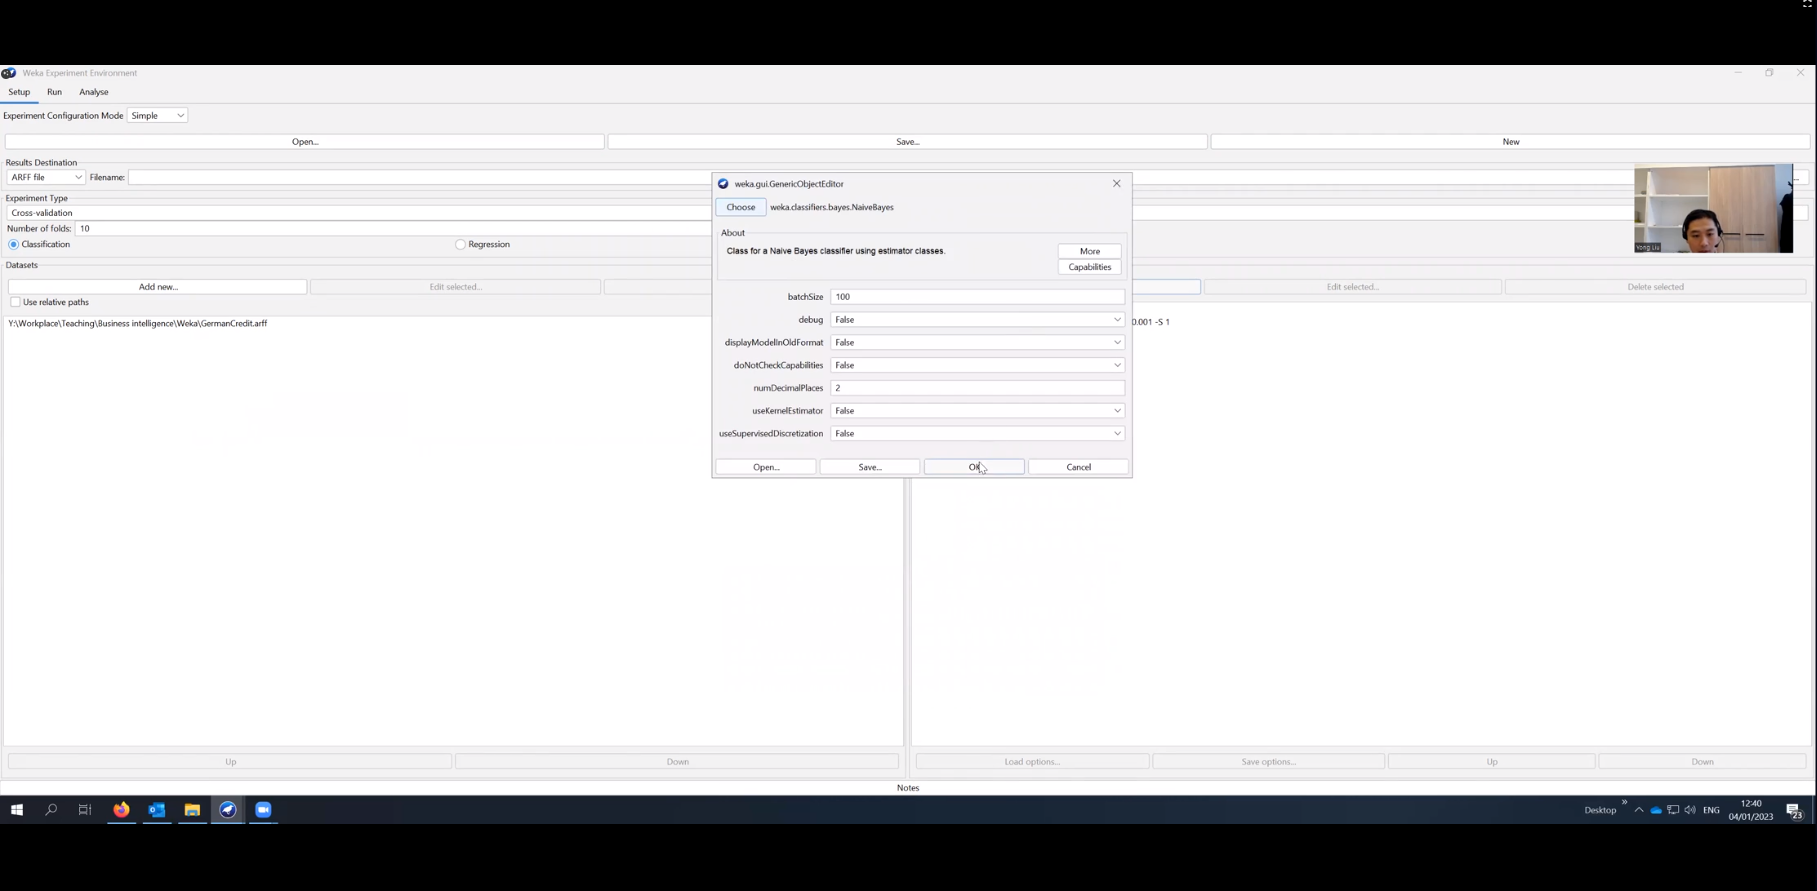 Weka Experiment Environment
Setup Run Analyse
Experiment Configuration Mode Simple
Open... Save... New
Results Destination
ARFF file Filename:
Experiment Type
Cross-validation
Number of folds: 10
Classification Regression
Datasets
Add new... Edit selected... Edit selected... Delete selected
Use relative paths
Y:\Workplace\Teaching\Business intelligence\Weka\GermanCredit.arff
0.001 -S 1
weka.gui.GenericObjectEditor
Choose weka.classifiers.bayes.NaiveBayes
About
Class for a Naive Bayes classifier using estimator classes.
More
Capabilities
batchSize 100
debug False
displayModelInOldFormat False
doNotCheckCapabilities False
numDecimalPlaces 2
useKernelEstimator False
useSupervisedDiscretization False
Open... Save... OK Cancel
Yong Liu
...
Up Down Load options... Save options... Up Down
Notes
Desktop ENG 12:40
04/01/2023
23